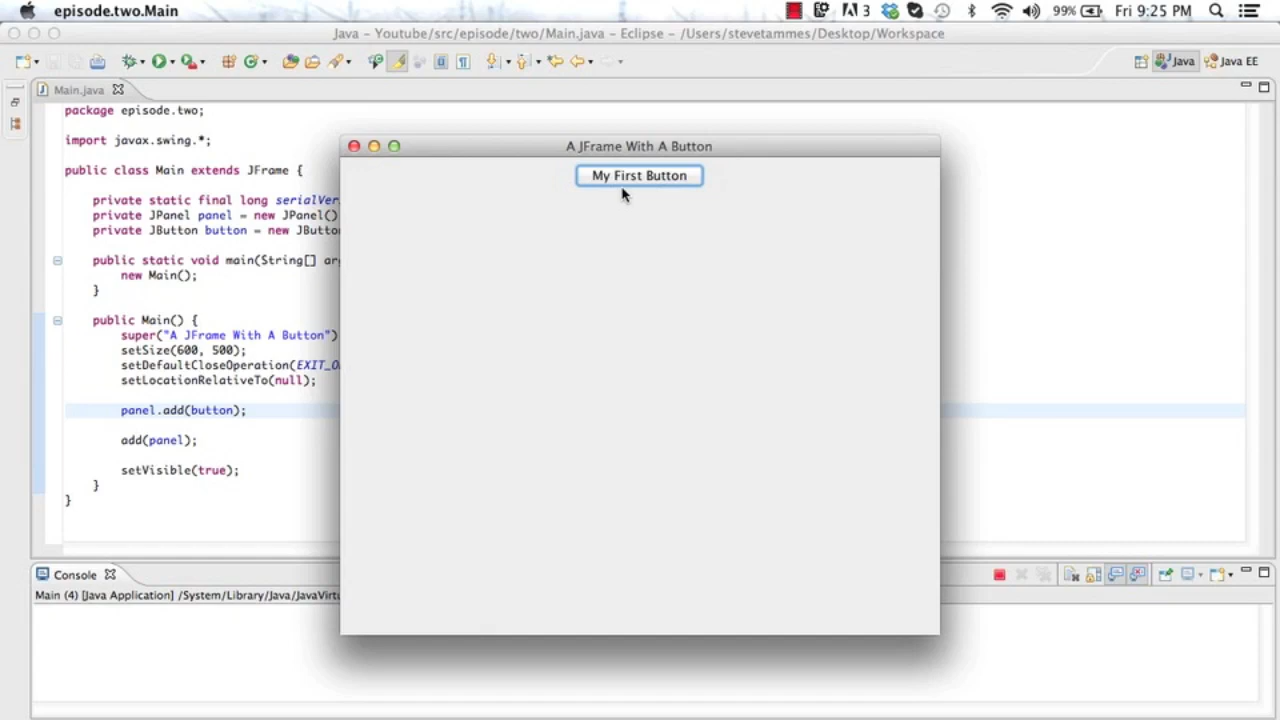 episode.two.Main
3
99%
Fri 9:25 PM
Java – Youtube/src/episode/two/Main.java – Eclipse – /Users/stevetammes/Desktop/Workspace
Java
Java EE
Main.java
package episode.two;
import javax.swing.*;
public class Main extends JFrame {
private static final long serialVer
private JPanel panel = new JPanel()
private JButton button = new JButto
public static void main(String[] ar
new Main();
}
public Main() {
super("A JFrame With A Button")
setSize(600, 500);
setDefaultCloseOperation(EXIT_O
setLocationRelativeTo(null);
panel.add(button);
add(panel);
setVisible(true);
}
}
A JFrame With A Button
My First Button
Console
Main (4) [Java Application] /System/Library/Java/JavaVirtu